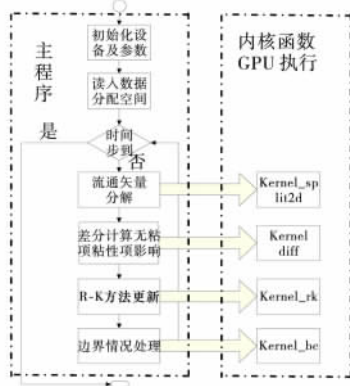 主程序
初始化设
备及参数
读入数据
分配空间
时间
步到
是
否
流通矢量
分解
差分计算无粘
项粘性项影响
R-K方法更新
边界情况处理
内核函数
GPU 执行
Kernel_sp
lit2d
Kernel
diff
Kernel_rk
Kernel_bc